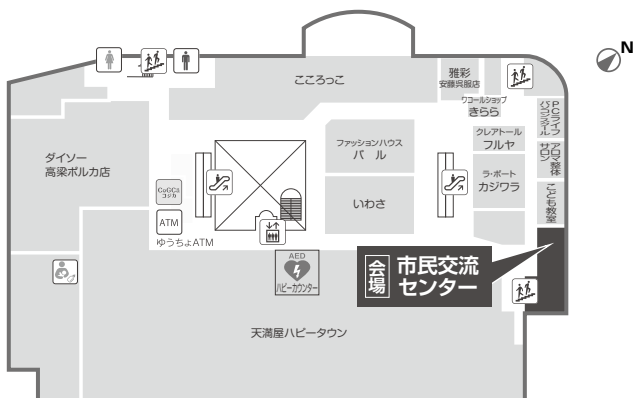 N
こころっこ
雅彩
安藤呉服店
ワコールショップ
きらら
PCライフ
パソコンスクール
アロマ整体
サロン
こども教室
クレアトール
フルヤ
ラ・ポート
カジワラ
ファッションハウス
パル
いわさ
ダイソー
高梁ポルカ店
CoGCa
コジカ
ATM
ゆうちょATM
AED
ハピーカウンター
会場
市民交流
センター
天満屋ハピータウン